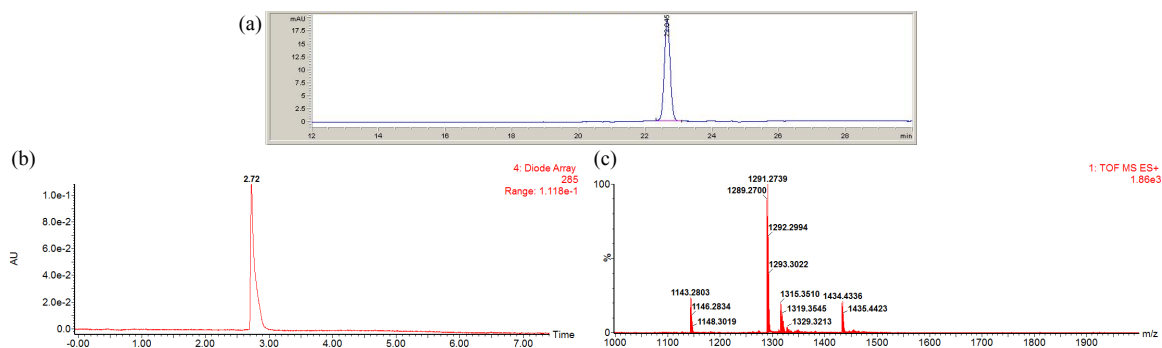 (a)
mAU
17.5
15
12.5
10
7.5
5
2.5
0
12 14 16 18 20 22 24 26 28 min
(b)
4: Diode Array
285
Range: 1.118e-1
2.72
AU
1.0e-1
8.0e-2
6.0e-2
4.0e-2
2.0e-2
0.0
-0.00 1.00 2.00 3.00 4.00 5.00 6.00 7.00 Time
(c)
1: TOF MS ES+
1.86e3
100
%
0
1291.2739
1289.2700
1292.2994
1293.3022
1143.2803
1146.2834
1148.3019
1315.3510
1319.3545
1329.3213
1434.4336
1435.4423
1000 1100 1200 1300 1400 1500 1600 1700 1800 1900 m/z